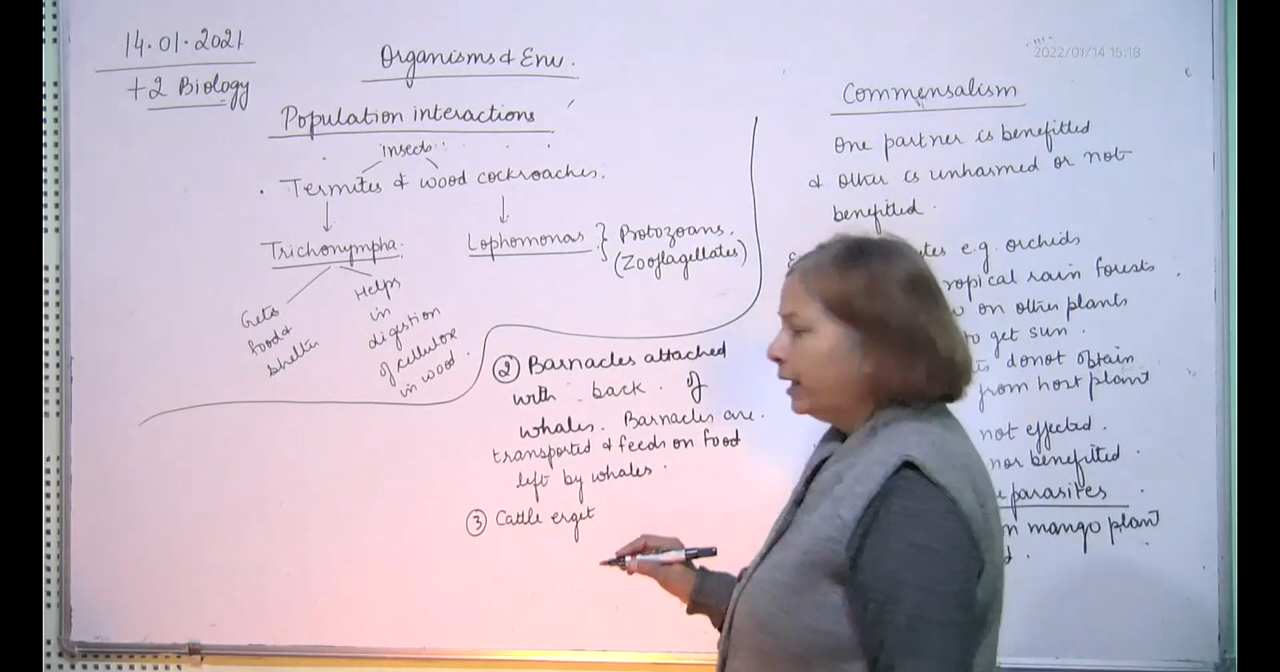 14.01.2021
+2 Biology
Organisms & Env.
2022/01/14 15:18
Population interactions
insects
Termites & wood cockroaches.
Trichonympha.
Lophomonas } Protozoans.
(Zooflagellates)
Gets
food &
shelter
Helps
in
digestion
of cellulose
in wood.
② Barnacles attached
with back of
whales. Barnacles are
transported & feeds on food
left by whales.
③ Cattle erget
Commensalism
One partner is benefitted
& other is unharmed or not
benefitted.
e.g. orchids
tropical rain forests
on other plants
to get sun.
donot obtain
from host plant
not effected.
nor benefitted.
parasites
mango plant